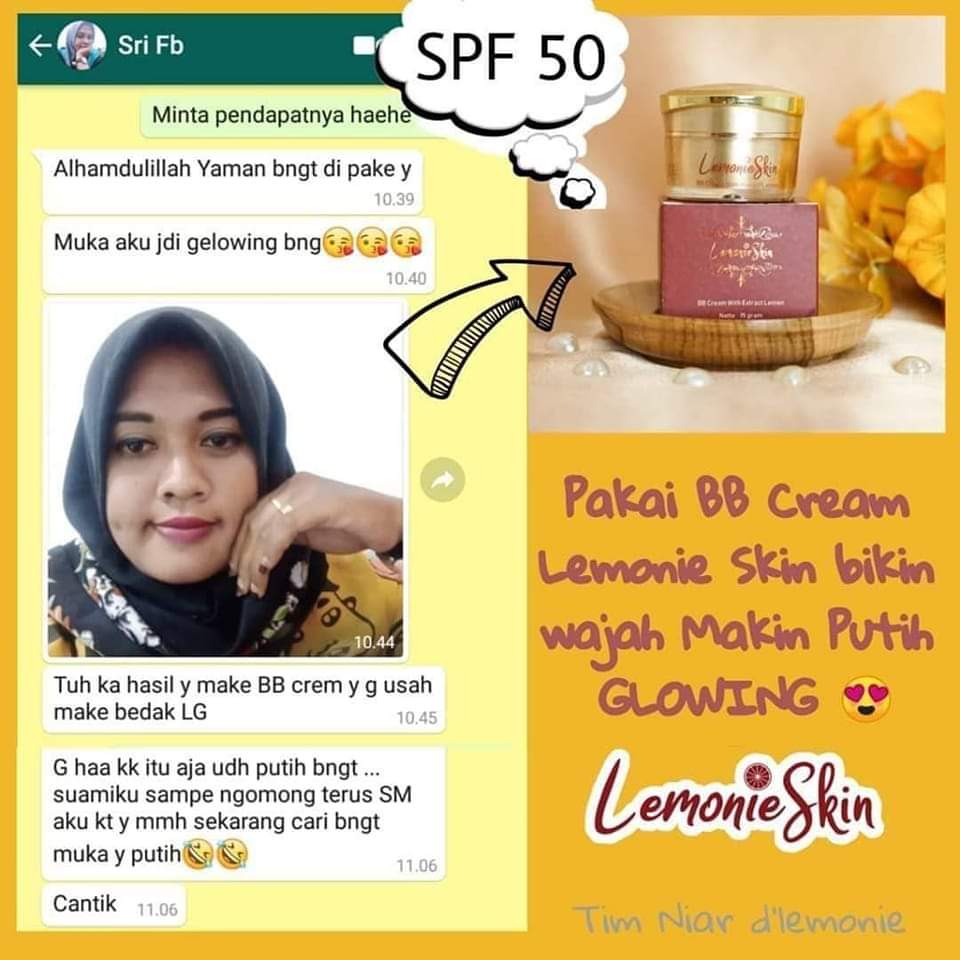 Sri Fb
SPF 50
Minta pendapatnya haehe
Alhamdulillah Yaman bngt di pake y
10.39
Muka aku jdi gelowing bng😘😘😘
10.40
10.44
Tuh ka hasil y make BB crem y g usah
make bedak LG
10.45
G haa kk itu aja udh putih bngt ...
suamiku sampe ngomong terus SM
aku kt y mmh sekarang cari bngt
muka y putih🤣🤣
11.06
Cantik
11.06
LemonieSkin
LemonieSkin
BB Cream With Extract Lemon
Netto 15 gram
Pakai BB Cream
Lemonie Skin bikin
wajah Makin Putih
GLOWING 😍
LemonieSkin
Tim Niar d'lemonie